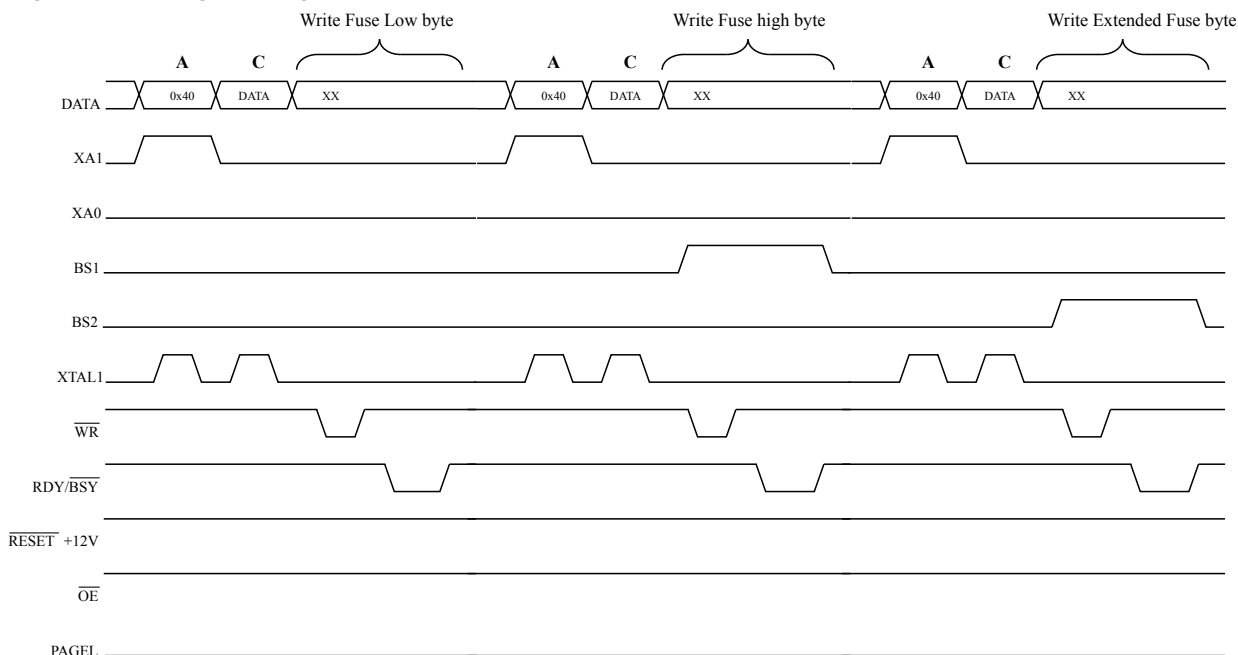 Write Fuse Low byte Write Fuse high byte Write Extended Fuse byte
A C A C A C
DATA 0x40 DATA XX 0x40 DATA XX 0x40 DATA XX
XA1
XA0
BS1
BS2
XTAL1
WR
RDY/BSY
RESET +12V
OE
PAGEL